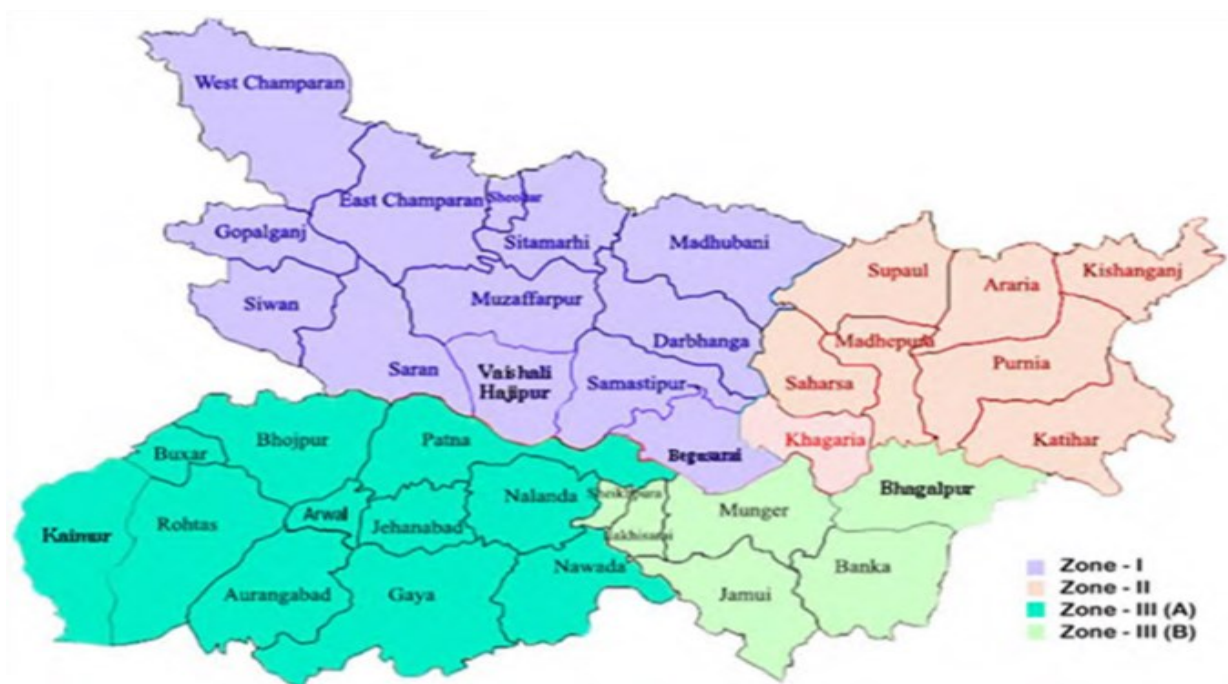 West Champaran
East Champaran
Sheohar
Gopalganj
Sitamarhi
Madhubani
Supaul
Araria
Kishanganj
Siwan
Muzaffarpur
Darbhanga
Madhepura
Purnia
Saran
Vaishali
Hajipur
Samastipur
Saharsa
Begusarai
Khagaria
Katihar
Buxar
Bhojpur
Patna
Nalanda
Sheikhpura
Lakhisarai
Munger
Bhagalpur
Kaimur
Rohtas
Arwal
Jehanabad
Nawada
Aurangabad
Gaya
Jamui
Banka
Zone - I
Zone - II
Zone - III (A)
Zone - III (B)